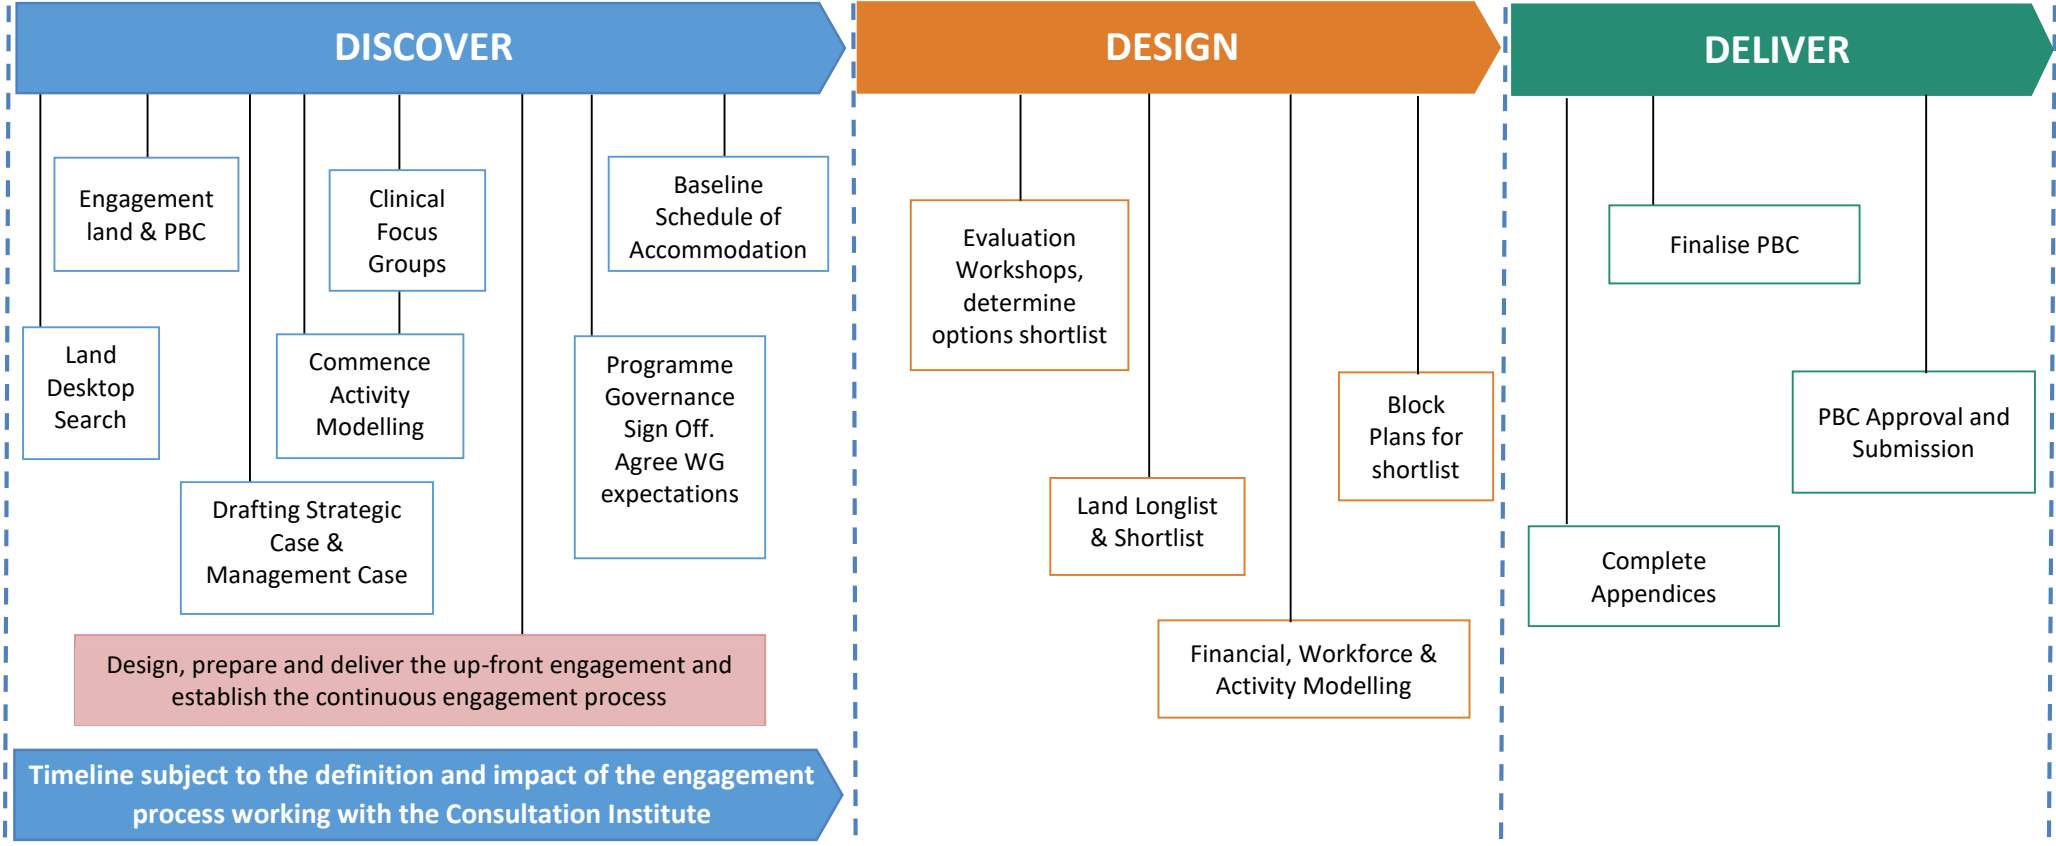 DISCOVER
DESIGN
DELIVER
Engagement
land & PBC
Clinical
Focus
Groups
Baseline
Schedule of
Accommodation
Land
Desktop
Search
Commence
Activity
Modelling
Programme
Governance
Sign Off.
Agree WG
expectations
Drafting Strategic
Case &
Management Case
Design, prepare and deliver the up-front engagement and
establish the continuous engagement process
Timeline subject to the definition and impact of the engagement
process working with the Consultation Institute
Evaluation
Workshops,
determine
options shortlist
Block
Plans for
shortlist
Land Longlist
& Shortlist
Financial, Workforce &
Activity Modelling
Finalise PBC
PBC Approval and
Submission
Complete
Appendices